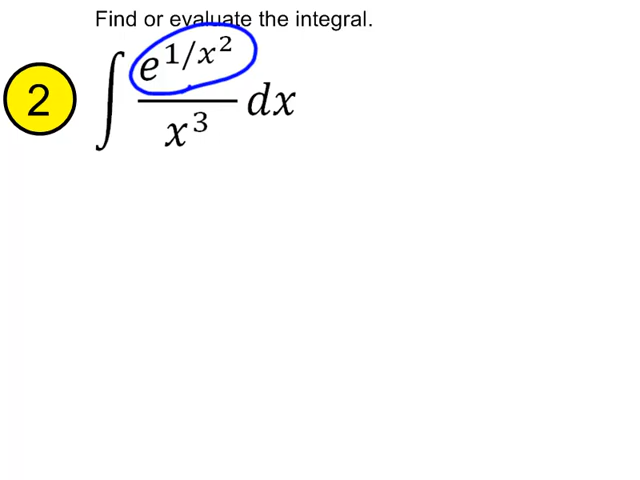 Find or evaluate the integral.
2
∫ e^{1/x^2} / x^3 dx